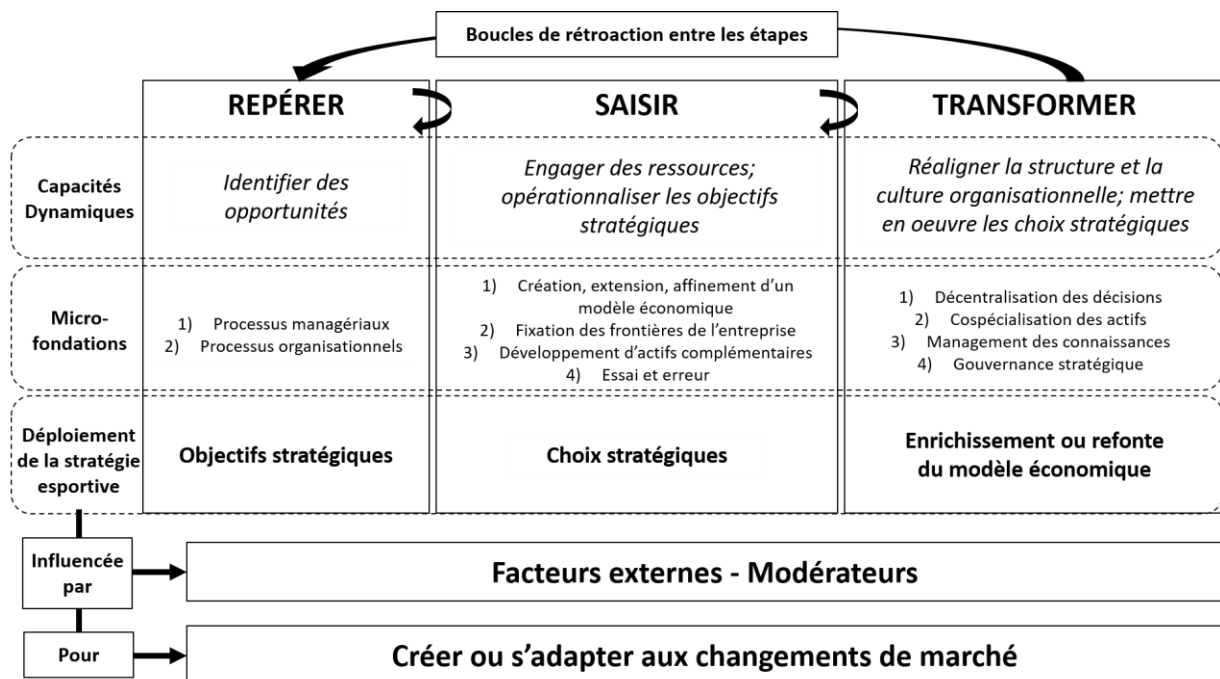 Boucles de rétroaction entre les étapes
REPÉRER
SAISIR
TRANSFORMER
Capacités
Dynamiques
Identifier des
opportunités
Engager des ressources;
opérationnaliser les objectifs
stratégiques
Réaligner la structure et la
culture organisationnelle; mettre
en oeuvre les choix stratégiques
Micro-
fondations
1) Processus managériaux
2) Processus organisationnels
1) Création, extension, affinement d’un
modèle économique
2) Fixation des frontières de l’entreprise
3) Développement d’actifs complémentaires
4) Essai et erreur
1) Décentralisation des décisions
2) Cospécialisation des actifs
3) Management des connaissances
4) Gouvernance stratégique
Déploiement
de la stratégie
esportive
Objectifs stratégiques
Choix stratégiques
Enrichissement ou refonte
du modèle économique
Influencée
par
Facteurs externes - Modérateurs
Pour
Créer ou s’adapter aux changements de marché